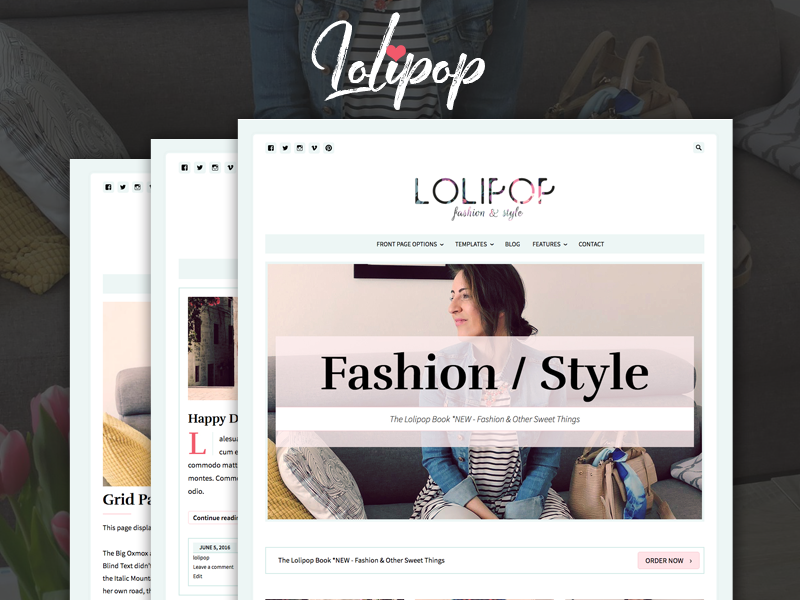 Lolipop
LOLIPOP
fashion & style
FRONT PAGE OPTIONS
TEMPLATES
BLOG
FEATURES
CONTACT
Fashion / Style
The Lolipop Book *NEW - Fashion & Other Sweet Things
The Lolipop Book *NEW - Fashion & Other Sweet Things
ORDER NOW
Happy D
L alesua
cum e
commodo matt
montes. Comm
odio.
Continue readin
JUNE 5, 2016
lolipop
Leave a comment
Edit
Grid Pa
This page displa
The Big Oxmox a
Blind Text didn't
the Italic Mount
her own road, th